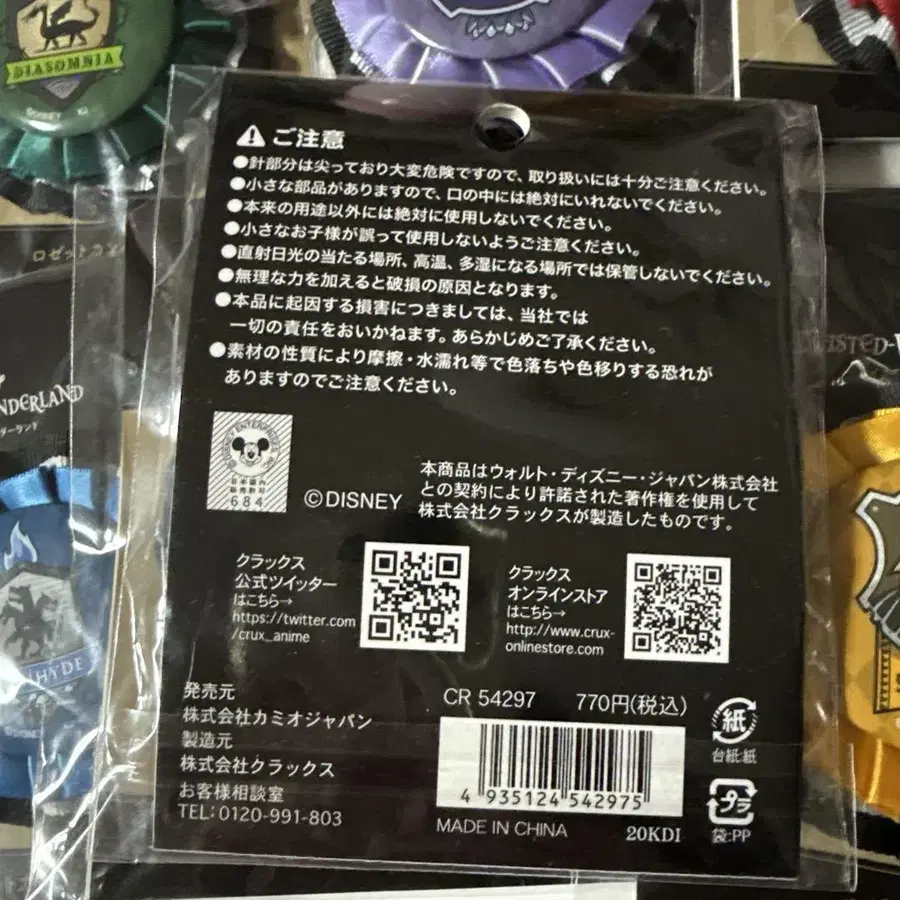 DIASOMNIA
ロゼット
NDERLAND
ーランド
HYDE
ご注意
●針部分は尖っており大変危険ですので、取り扱いには十分ご注意ください。
●小さな部品がありますので、口の中には絶対にいれないでください。
●本来の用途以外には絶対に使用しないでください。
●小さなお子様が誤って使用しないようご注意ください。
●直射日光の当たる場所、高温、多湿になる場所では保管しないでください。
●無理な力を加えると破損の原因となります。
●本品に起因する損害につきましては、当社では
一切の責任をおいかねます。あらかじめご了承ください。
●素材の性質により摩擦・水濡れ等で色落ちや色移りする恐れが
ありますのでご注意ください。
日本国内
販売許可
684
©DISNEY
本商品はウォルト・ディズニー・ジャパン株式会社
との契約により許諾された著作権を使用して
株式会社クラックスが製造したものです。
クラックス
公式ツイッター
はこちら→
https://twitter.com
/crux_anime
クラックス
オンラインストア
はこちら→
http://www.crux-
onlinestore.com
発売元
株式会社カミオジャパン
製造元
株式会社クラックス
お客様相談室
TEL:0120-991-803
CR 54297 770円(税込)
4 935124 542975
MADE IN CHINA 20KDI
紙
台紙:紙
プラ
袋:PP
ISTED-